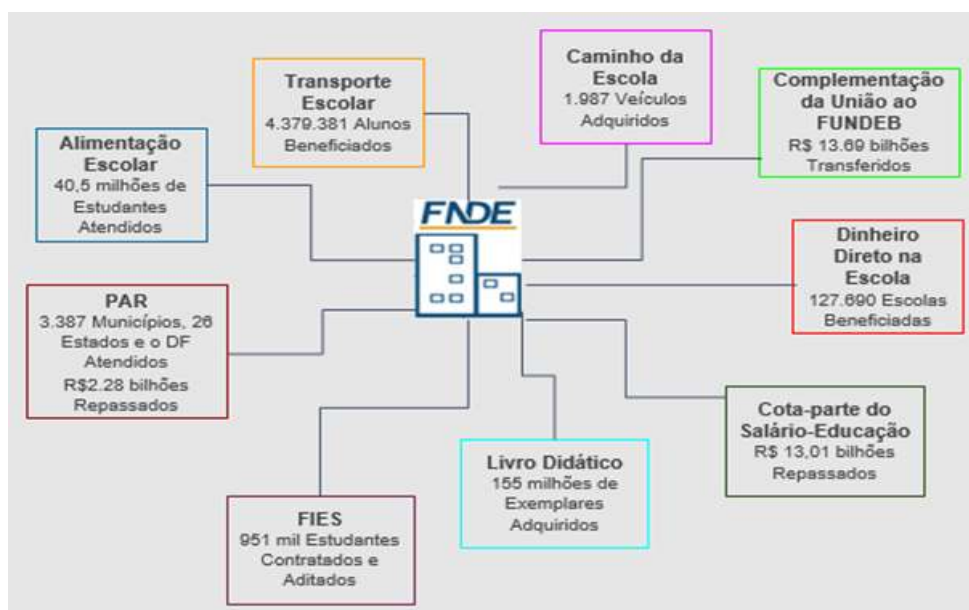 Transporte
Escolar
4.379.381 Alunos
Beneficiados
Caminho da
Escola
1.987 Veículos
Adquiridos
Complementação
da União ao
FUNDEB
R$ 13.69 bilhões
Transferidos
Alimentação
Escolar
40,5 milhões de
Estudantes
Atendidos
FNDE
Dinheiro
Direto na
Escola
127.690 Escolas
Beneficiadas
PAR
3.387 Municípios, 26
Estados e o DF
Atendidos
R$2.28 bilhões
Repassados
Cota-parte do
Salário-Educação
R$ 13,01 bilhões
Repassados
Livro Didático
155 milhões de
Exemplares
Adquiridos
FIES
951 mil Estudantes
Contratados e
Aditados